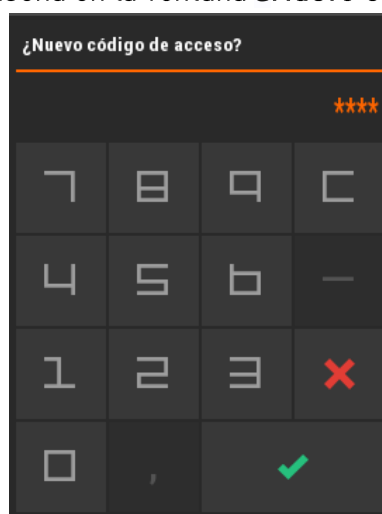 ¿Nuevo código de acceso?
****
7 8 9 C
4 5 6 —
1 2 3
0 ,